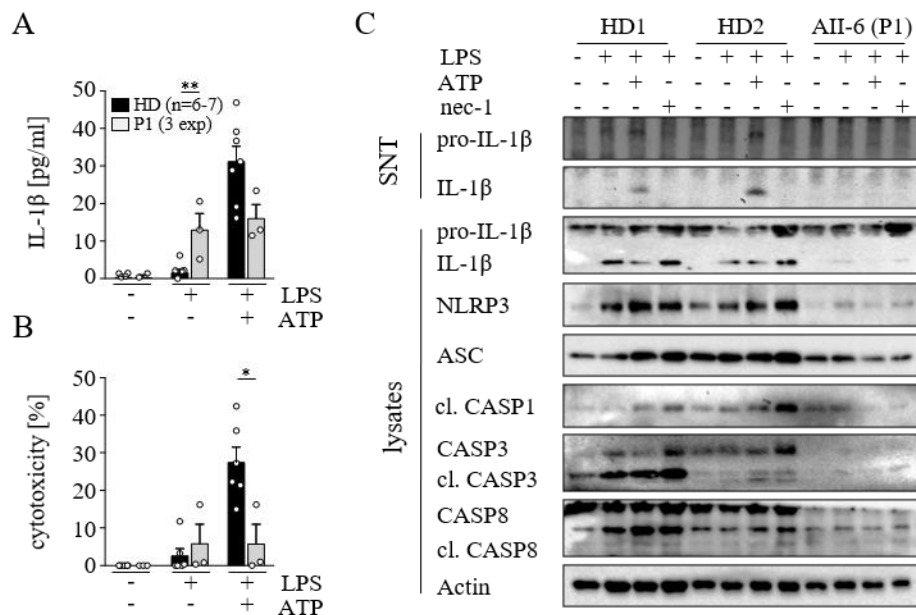 A
IL-1β [pg/ml]
50
40
30
20
10
0
**
HD (n=6-7)
P1 (3 exp)
- + + LPS
- - + ATP
B
cytotoxicity [%]
50
40
30
20
10
0
*
- + + LPS
- + ATP
C
HD1 HD2 AII-6 (P1)
LPS - + + + - + + + - + + +
ATP - - + - - - + - - - + -
nec-1 - - - + - - - + - - - +
SNT
pro-IL-1β
IL-1β
lysates
pro-IL-1β
IL-1β
NLRP3
ASC
cl. CASP1
CASP3
cl. CASP3
CASP8
cl. CASP8
Actin